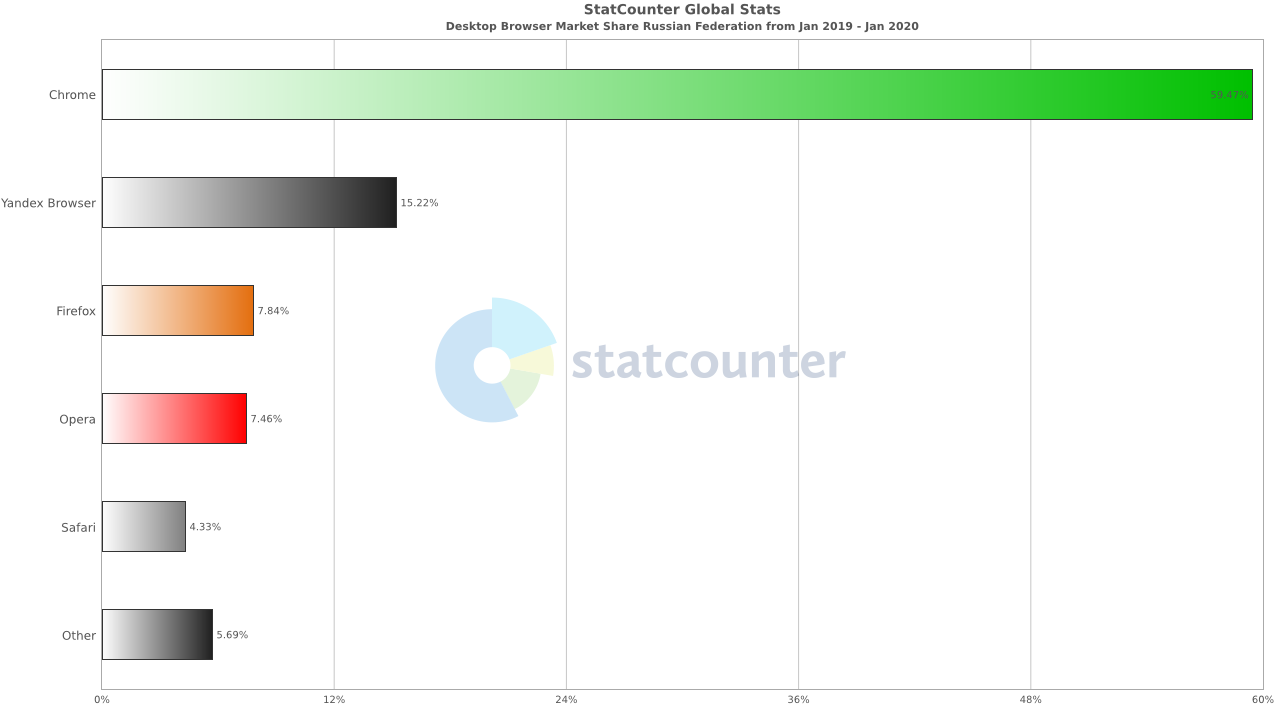 StatCounter Global Stats
Desktop Browser Market Share Russian Federation from Jan 2019 - Jan 2020
Chrome 59.47%
Yandex Browser 15.22%
Firefox 7.84%
statcounter
Opera 7.46%
Safari 4.33%
Other 5.69%
0% 12% 24% 36% 48% 60%